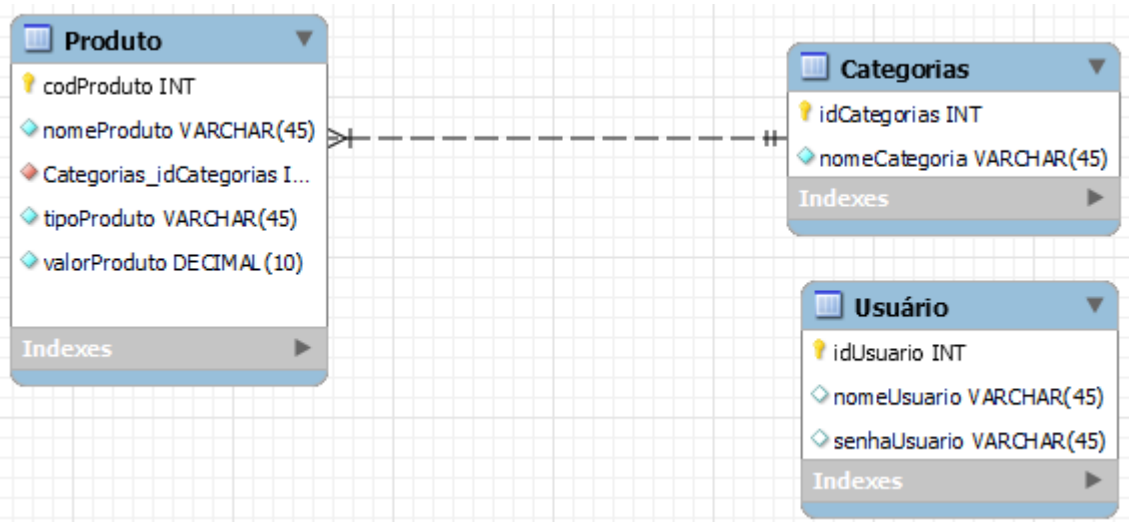 Produto
codProduto INT
nomeProduto VARCHAR(45)
Categorias_idCategorias I...
tipoProduto VARCHAR(45)
valorProduto DECIMAL(10)
Indexes
Categorias
idCategorias INT
nomeCategoria VARCHAR(45)
Indexes
Usuário
idUsuario INT
nomeUsuario VARCHAR(45)
senhaUsuario VARCHAR(45)
Indexes